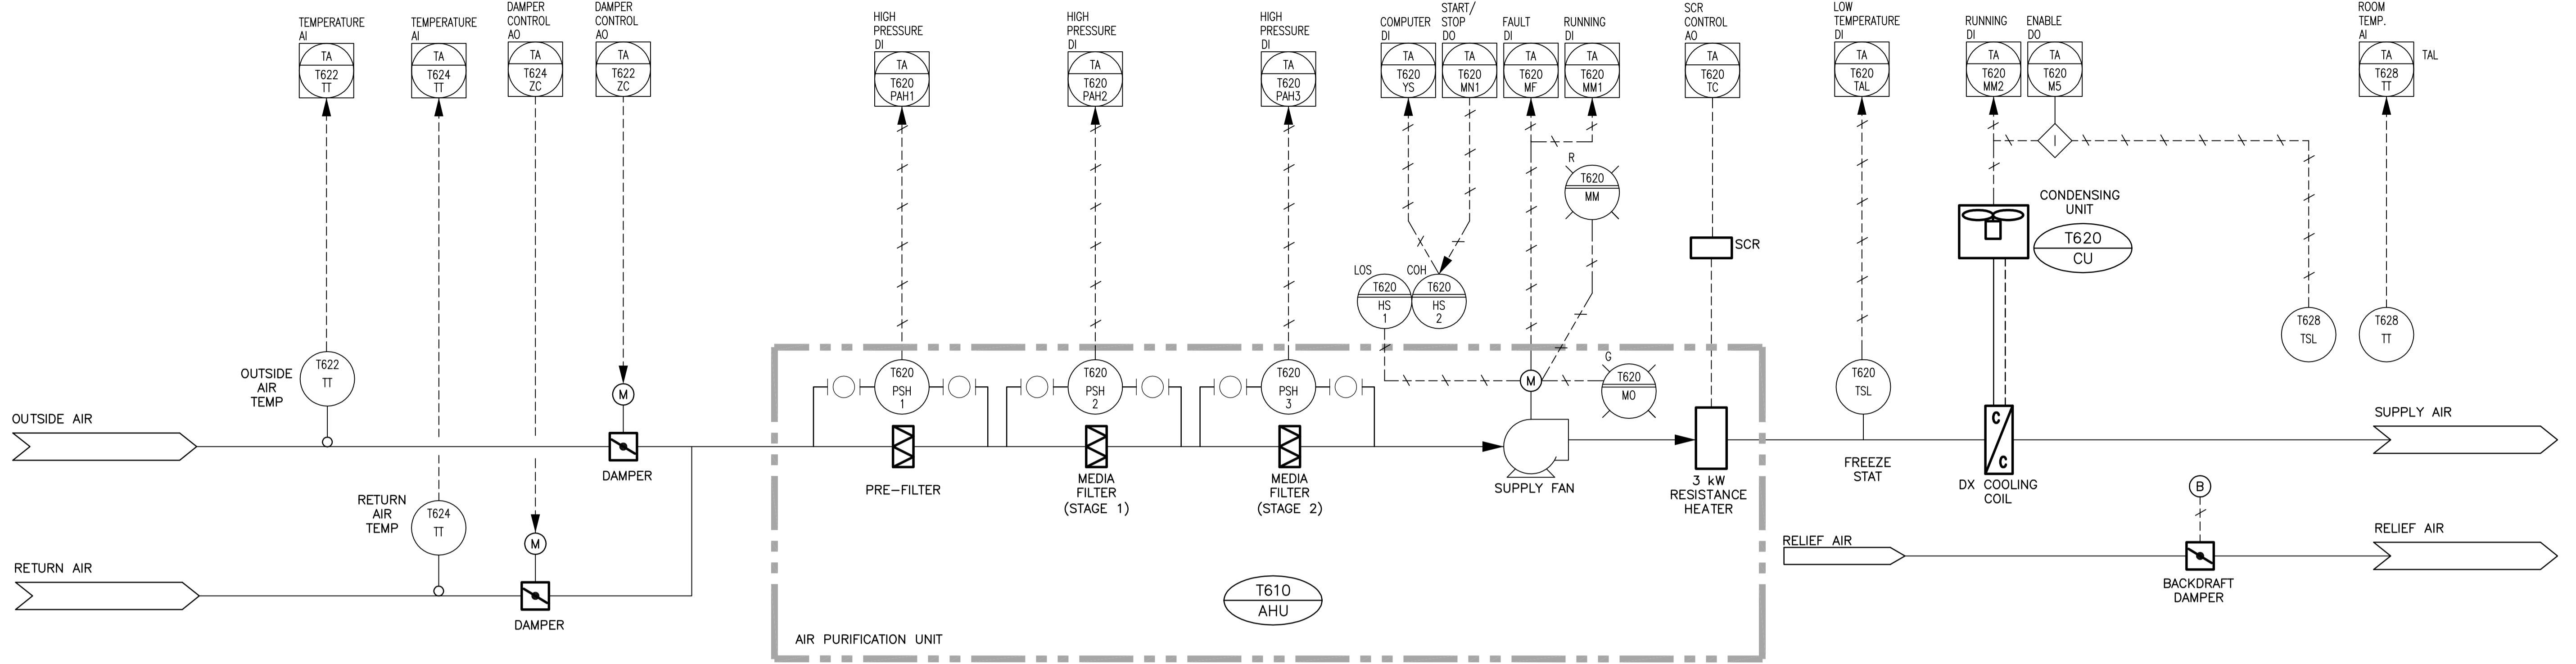 TEMPERATURE
AI
TA
T622
TT
TEMPERATURE
AI
TA
T624
TT
DAMPER
CONTROL
AO
TA
T624
ZC
DAMPER
CONTROL
AO
TA
T622
ZC
HIGH
PRESSURE
DI
TA
T620
PAH1
HIGH
PRESSURE
DI
TA
T620
PAH2
HIGH
PRESSURE
DI
TA
T620
PAH3
COMPUTER
DI
TA
T620
YS
START/
STOP
DO
TA
T620
MN1
FAULT
DI
TA
T620
MF
RUNNING
DI
TA
T620
MM1
SCR
CONTROL
AO
TA
T620
TC
LOW
TEMPERATURE
DI
TA
T620
TAL
RUNNING
DI
TA
T620
MM2
ENABLE
DO
TA
T620
M5
ROOM
TEMP.
AI
TA
T628
TT
TAL
I
R
T620
MM
CONDENSING
UNIT
T620
CU
SCR
LOS
T620
HS
1
COH
T620
HS
2
T628
TSL
T628
TT
OUTSIDE
AIR
TEMP
T622
TT
M
T620
PSH
1
T620
PSH
2
T620
PSH
3
M
G
T620
MO
T620
TSL
OUTSIDE AIR
DAMPER
PRE-FILTER
MEDIA
FILTER
(STAGE 1)
MEDIA
FILTER
(STAGE 2)
SUPPLY FAN
3 kW
RESISTANCE
HEATER
FREEZE
STAT
C
C
DX COOLING
COIL
SUPPLY AIR
RETURN
AIR
TEMP
T624
TT
M
B
RELIEF AIR
RELIEF AIR
BACKDRAFT
DAMPER
RETURN AIR
DAMPER
T610
AHU
AIR PURIFICATION UNIT